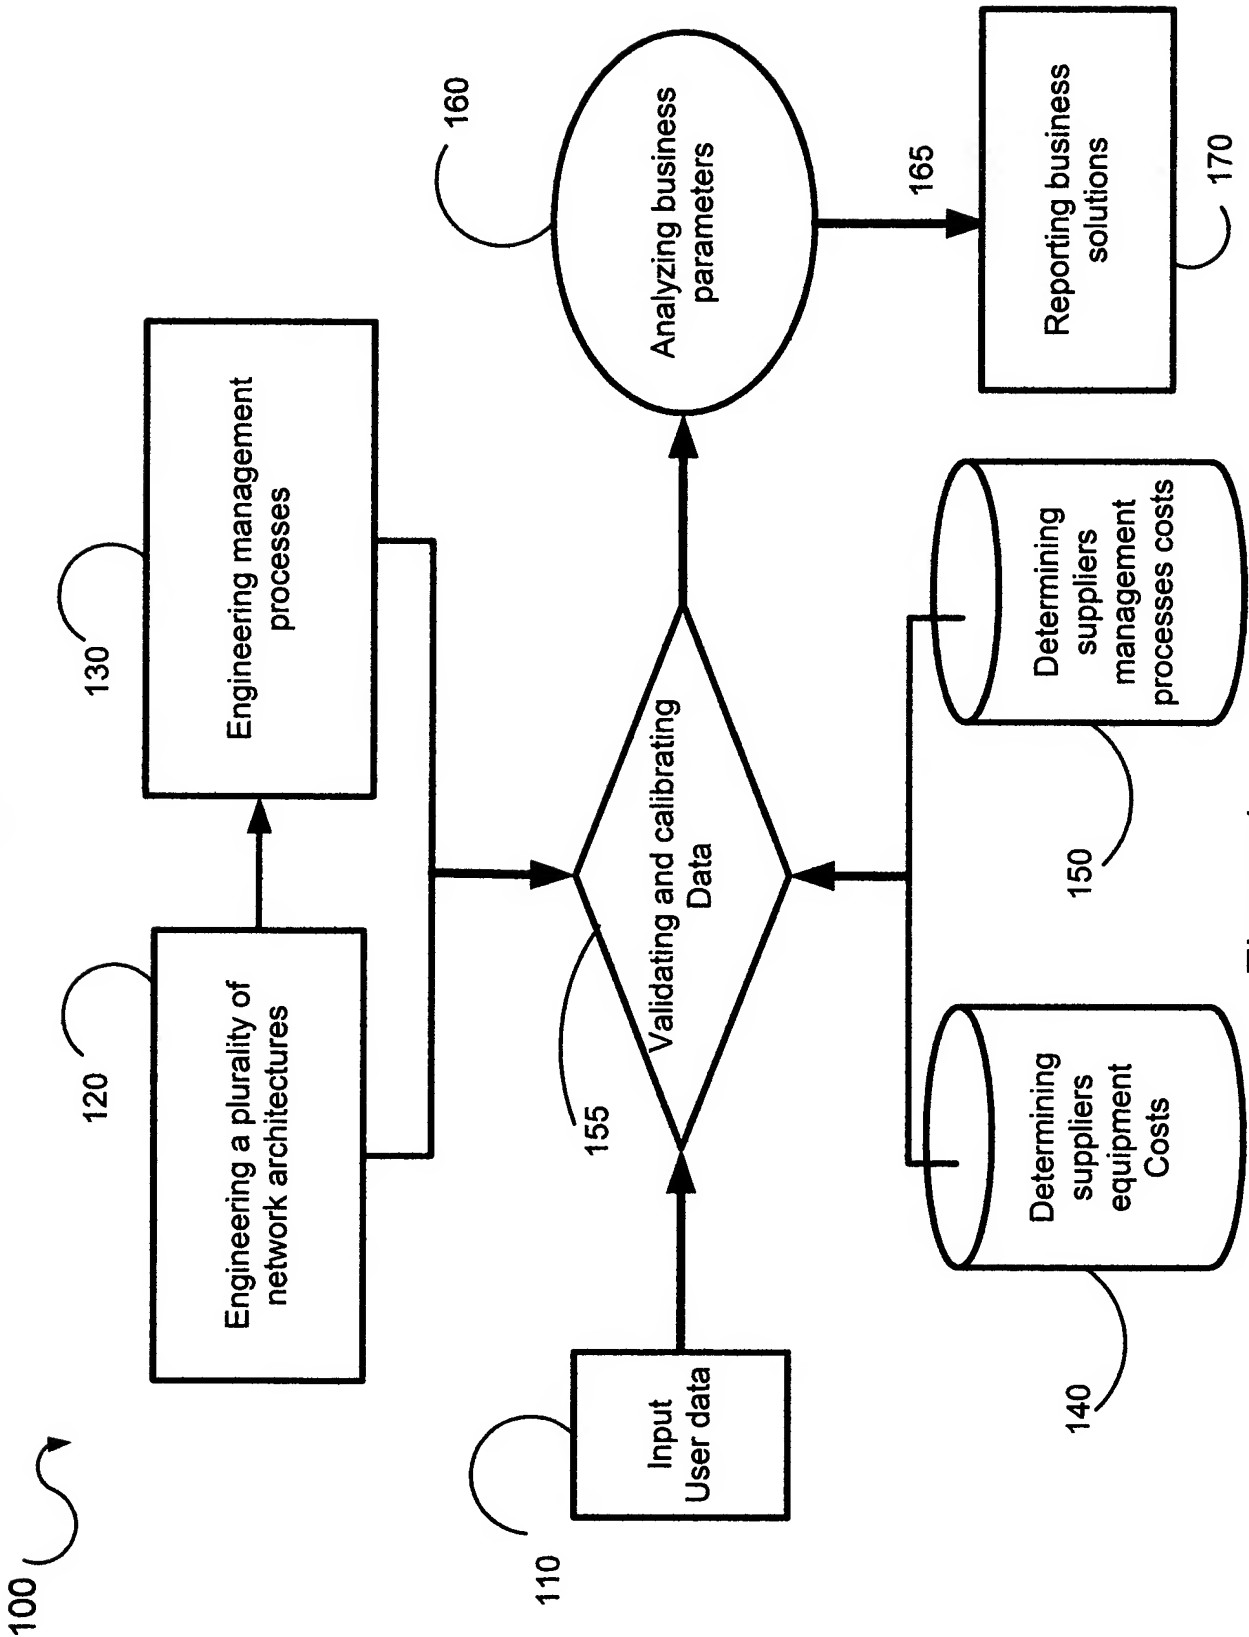 100
120
Engineering a plurality of
network architectures
130
Engineering management
processes
110
Input
User data
155
Validating and calibrating
Data
160
Analyzing business
parameters
165
140
Determining
suppliers
equipment
Costs
150
Determining
suppliers
management
processes costs
Reporting business
solutions
170